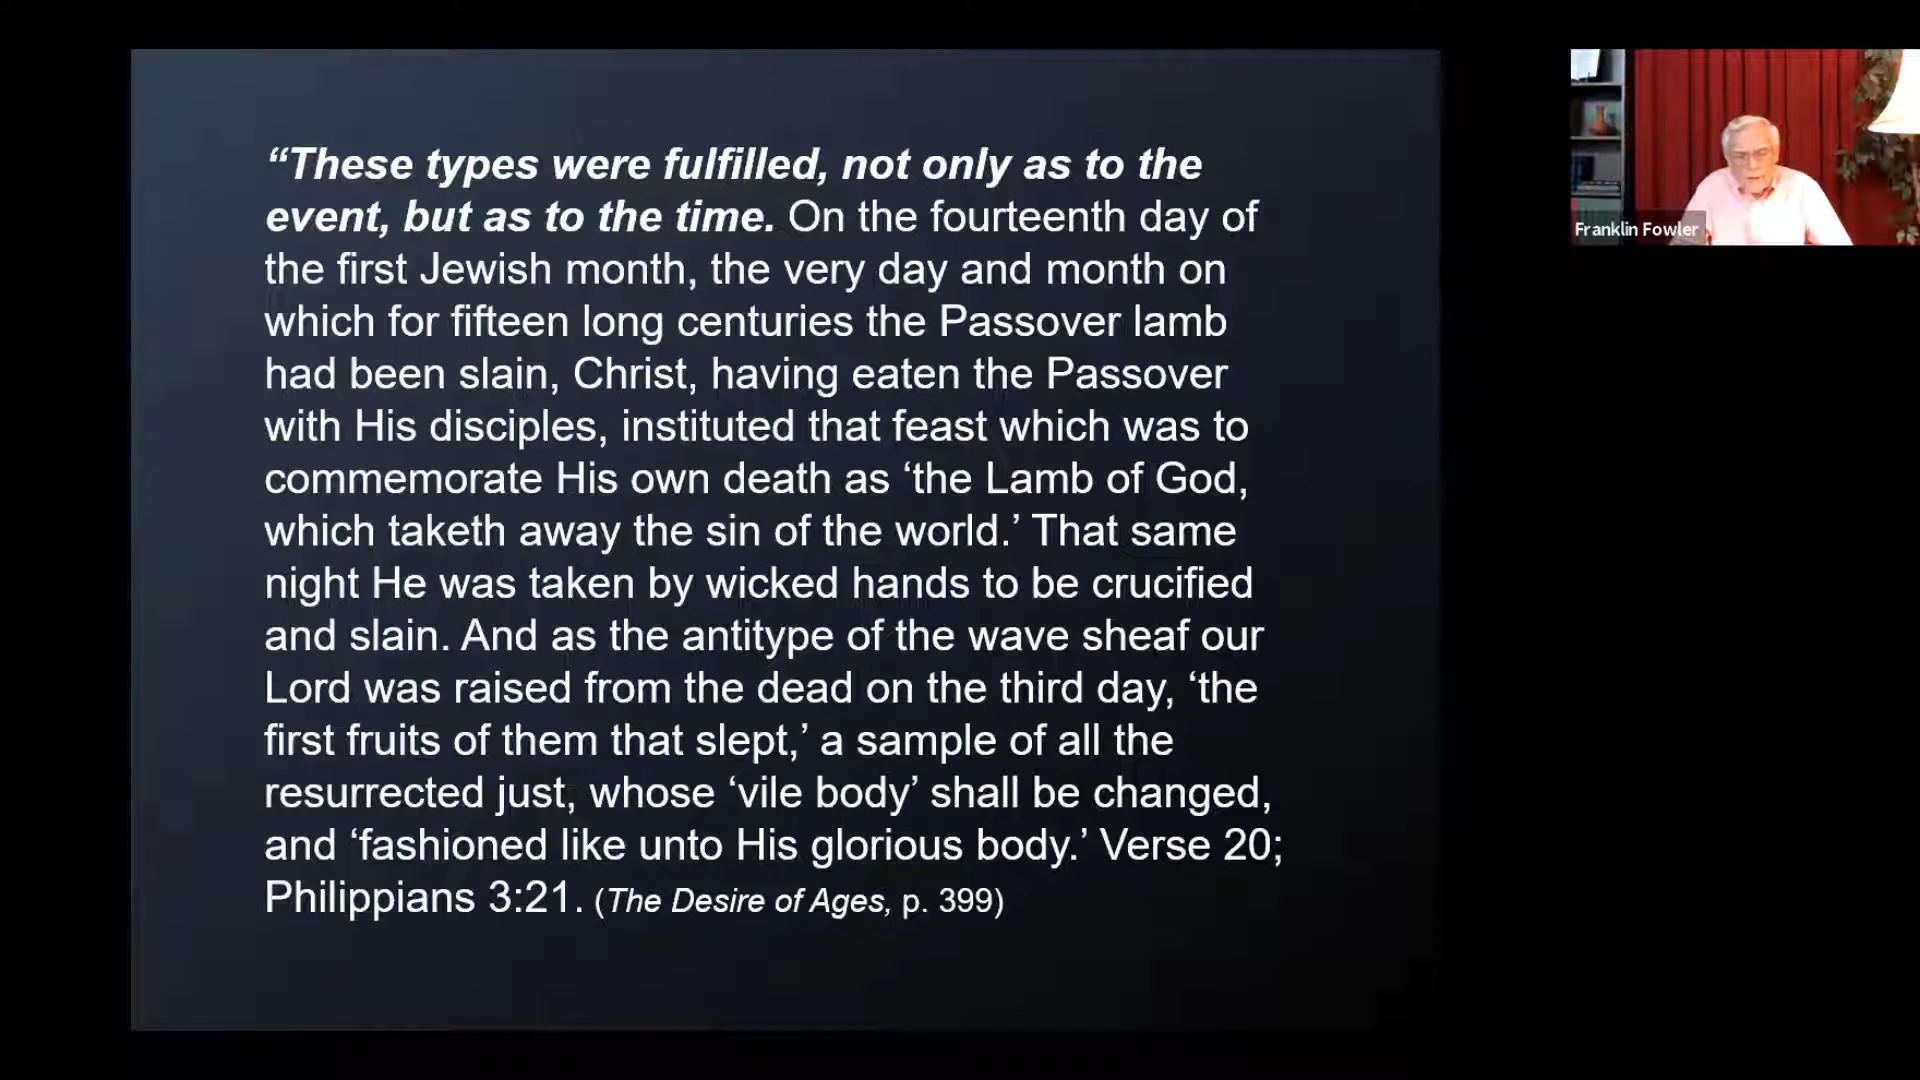 “These types were fulfilled, not only as to the
event, but as to the time. On the fourteenth day of
the first Jewish month, the very day and month on
which for fifteen long centuries the Passover lamb
had been slain, Christ, having eaten the Passover
with His disciples, instituted that feast which was to
commemorate His own death as ‘the Lamb of God,
which taketh away the sin of the world.’ That same
night He was taken by wicked hands to be crucified
and slain. And as the antitype of the wave sheaf our
Lord was raised from the dead on the third day, ‘the
first fruits of them that slept,’ a sample of all the
resurrected just, whose ‘vile body’ shall be changed,
and ‘fashioned like unto His glorious body.’ Verse 20;
Philippians 3:21. (The Desire of Ages, p. 399)
Franklin Fowler